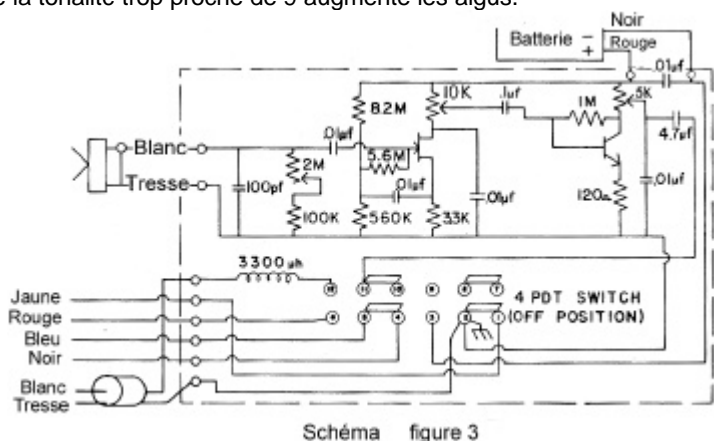 la tonalité trop proche de 9 augmente les aigus.
Noir
Batterie - Rouge
+
.01µf
8.2M
10K
.1uf
1M
5K
4.7µf
Blanc
.01µf
2M
5.6M
.01µf
Tresse
100pf
100K
560K
33K
.01µf
120Ω
.01uf
3300µh
Jaune
Rouge
4 PDT SWITCH
(OFF POSITION)
Bleu
Noir
Blanc
Tresse
Schéma figure 3